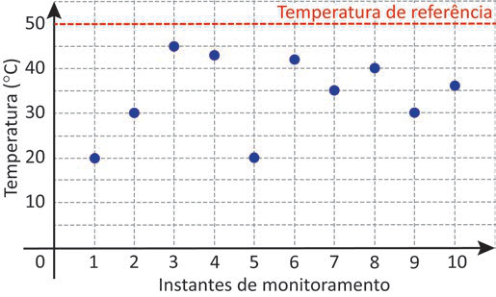 Temperatura de referência
Temperatura (°C)
50
40
30
20
10
0 1 2 3 4 5 6 7 8 9 10
Instantes de monitoramento